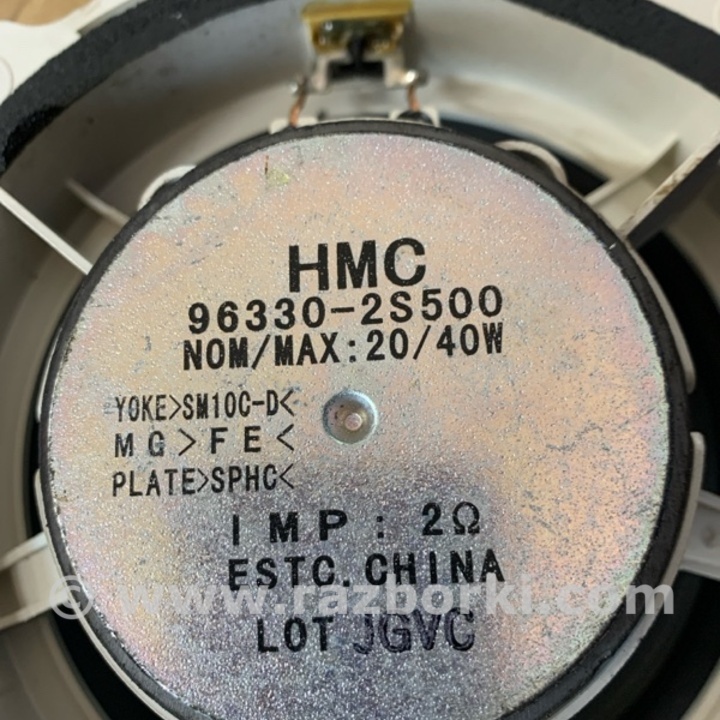 HMC
96330-2S500
NOM/MAX:20/40W
YOKE>SM10C-D<
MG>FE<
PLATE>SPHC<
IMP: 2Ω
ESTC.CHINA
© www.razborki.com
LOT JGVC